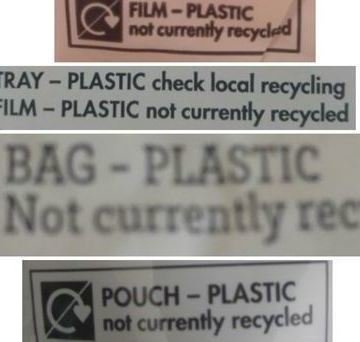 FILM – PLASTIC
not currently recycled
TRAY – PLASTIC check local recycling
FILM – PLASTIC not currently recycled
BAG – PLASTIC
Not currently rec
POUCH – PLASTIC
not currently recycled